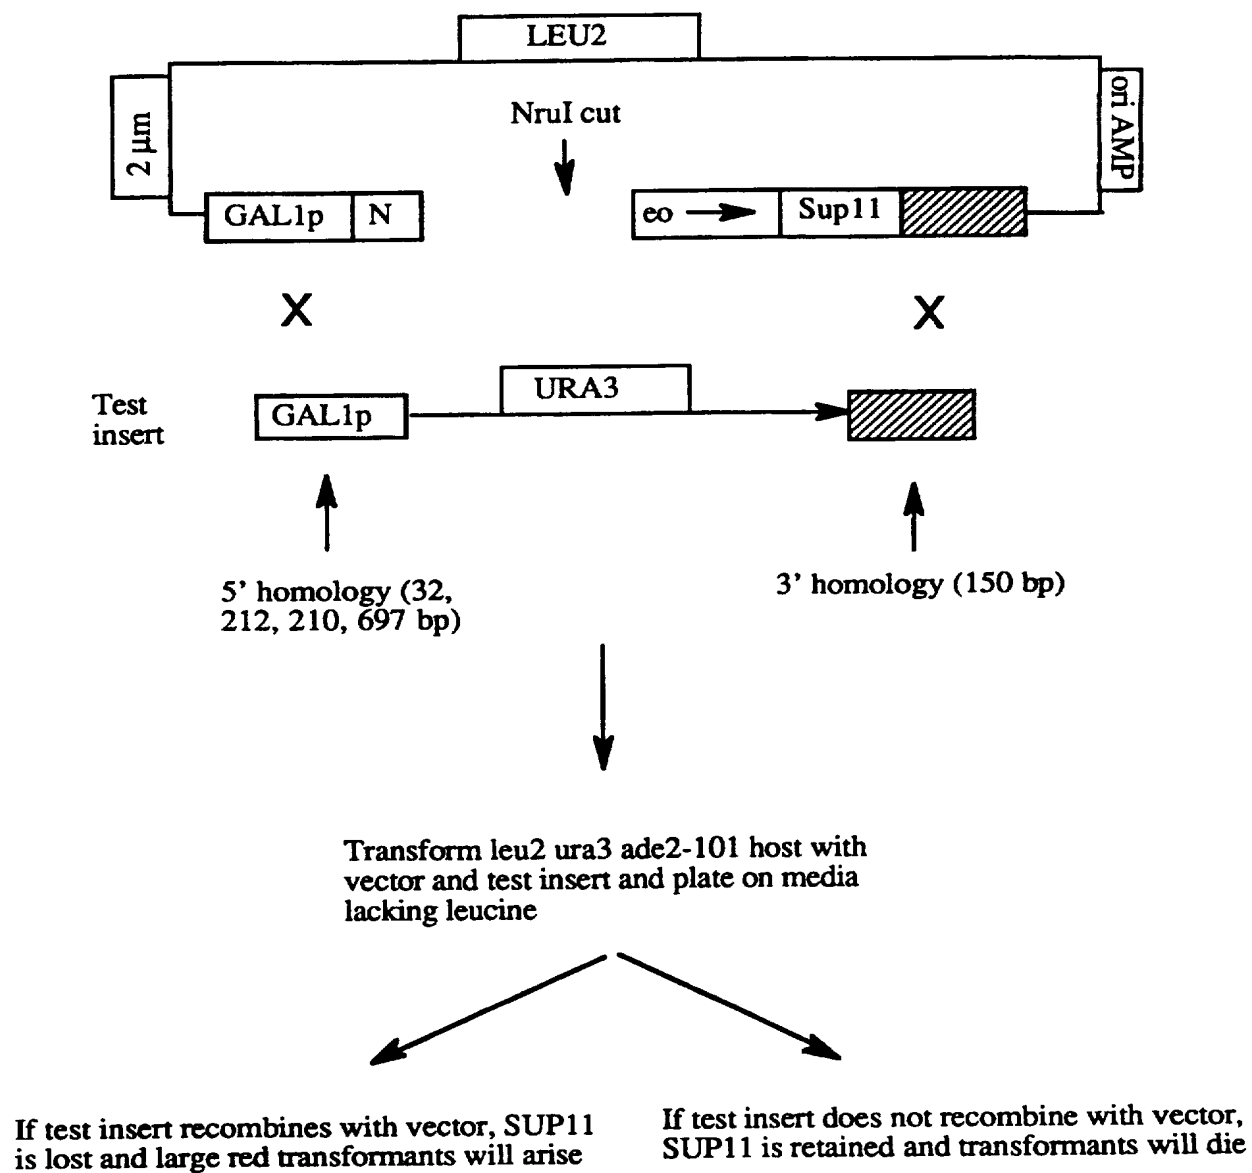 LEU2
2 µm
ori AMP
NruI cut
GAL1p
N
eo
Sup11
X
X
Test
insert
GAL1p
URA3
5' homology (32,
212, 210, 697 bp)
3' homology (150 bp)
Transform leu2 ura3 ade2-101 host with
vector and test insert and plate on media
lacking leucine
If test insert recombines with vector, SUP11
is lost and large red transformants will arise
If test insert does not recombine with vector,
SUP11 is retained and transformants will die